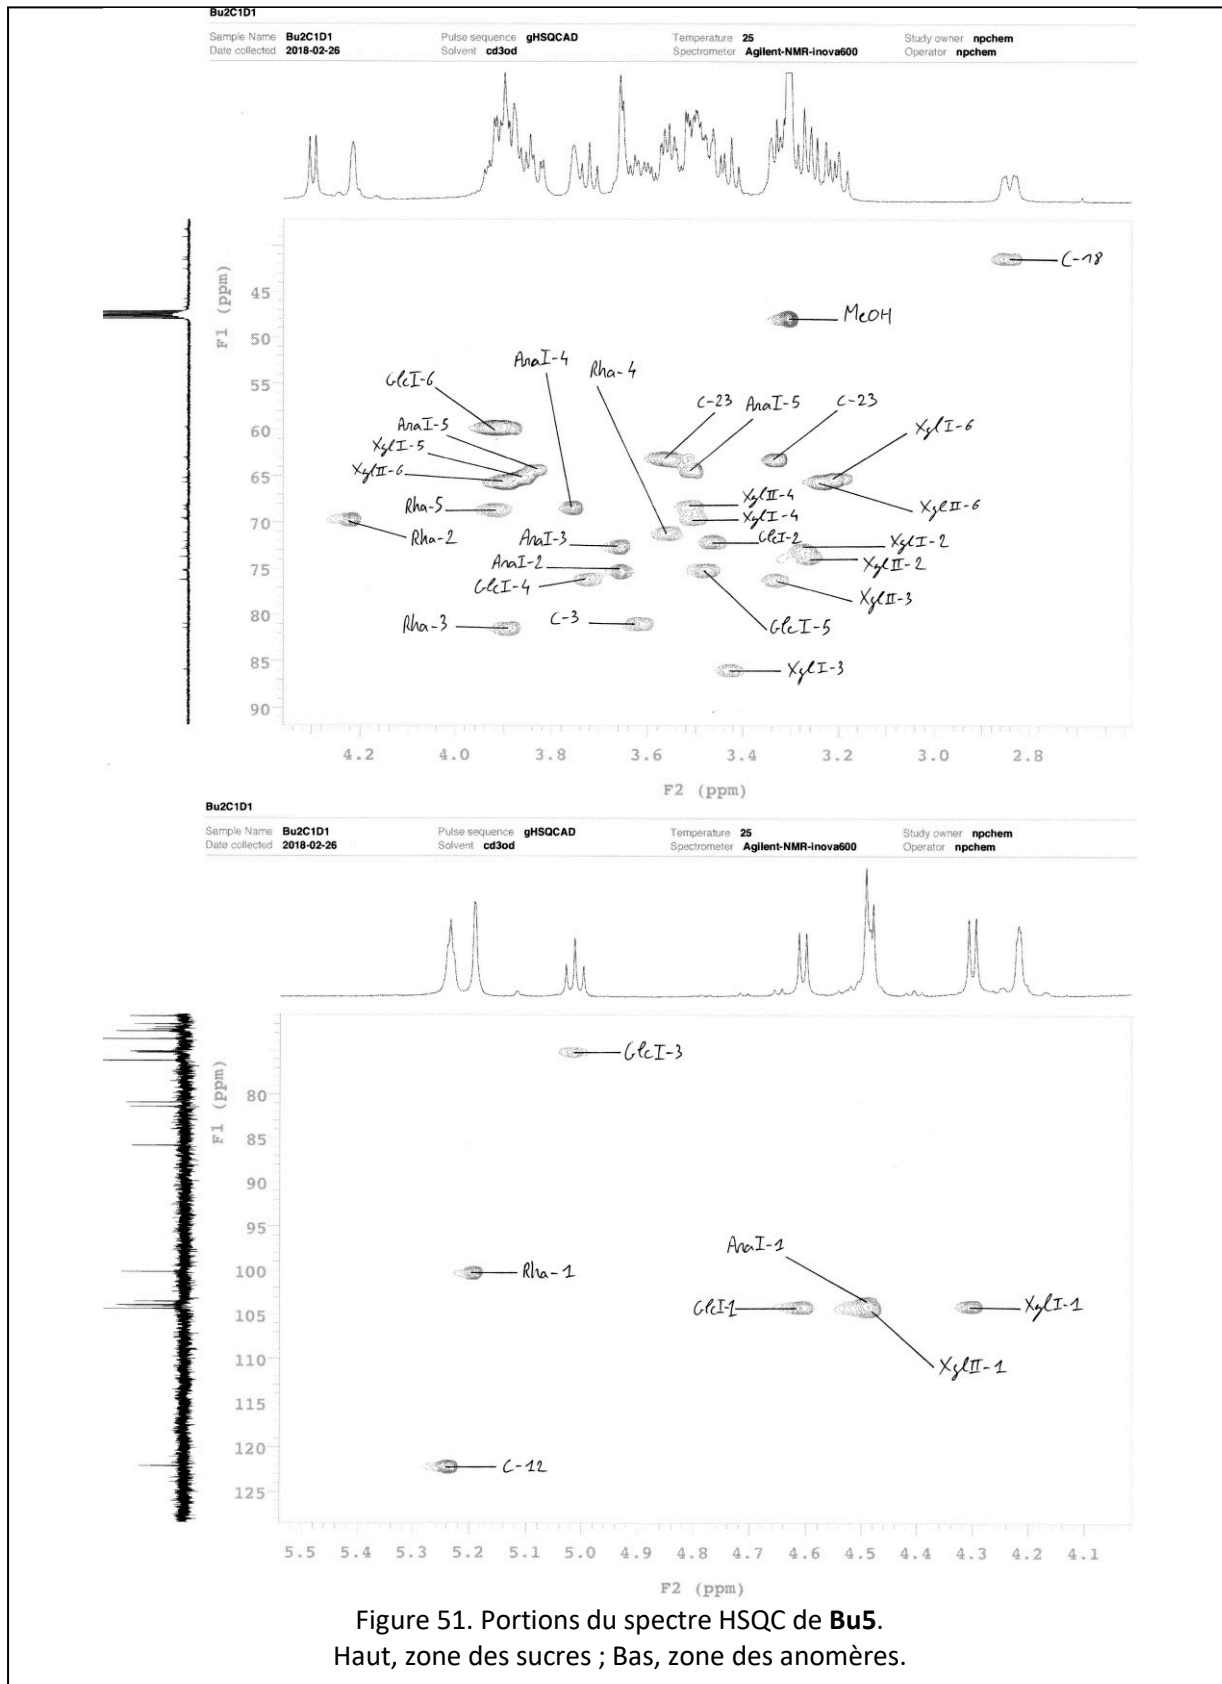 Bu2C1D1
Sample Name Bu2C1D1 Pulse sequence gHSQCAD Temperature 25 Study owner npchem
Date collected 2018-02-26 Solvent cd3od Spectrometer Agilent-NMR-inova600 Operator npchem
C-18
45
F1 (ppm)
MeOH
50
AraI-4
Rha-4
55
GlcI-6
C-23 AraI-5 C-23
60
AraI-5
XylI-6
XylI-5
65
XylII-6
XylII-4
XylII-6
Rha-5
XylI-4
70
Rha-2
AraI-3
GlcI-2
XylI-2
AraI-2
XylII-2
75
GlcI-4
XylII-3
GlcI-5
80
Rha-3
C-3
85
XylI-3
90
4.2 4.0 3.8 3.6 3.4 3.2 3.0 2.8
F2 (ppm)
Bu2C1D1
Sample Name Bu2C1D1 Pulse sequence gHSQCAD Temperature 25 Study owner npchem
Date collected 2018-02-26 Solvent cd3od Spectrometer Agilent-NMR-inova600 Operator npchem
GlcI-3
80
F1 (ppm)
85
90
95
AraI-1
100
Rha-1
GlcI-1
XylI-1
105
XylII-1
110
115
120
C-12
125
5.5 5.4 5.3 5.2 5.1 5.0 4.9 4.8 4.7 4.6 4.5 4.4 4.3 4.2 4.1
F2 (ppm)
Figure 51. Portions du spectre HSQC de Bu5.
Haut, zone des sucres ; Bas, zone des anomères.